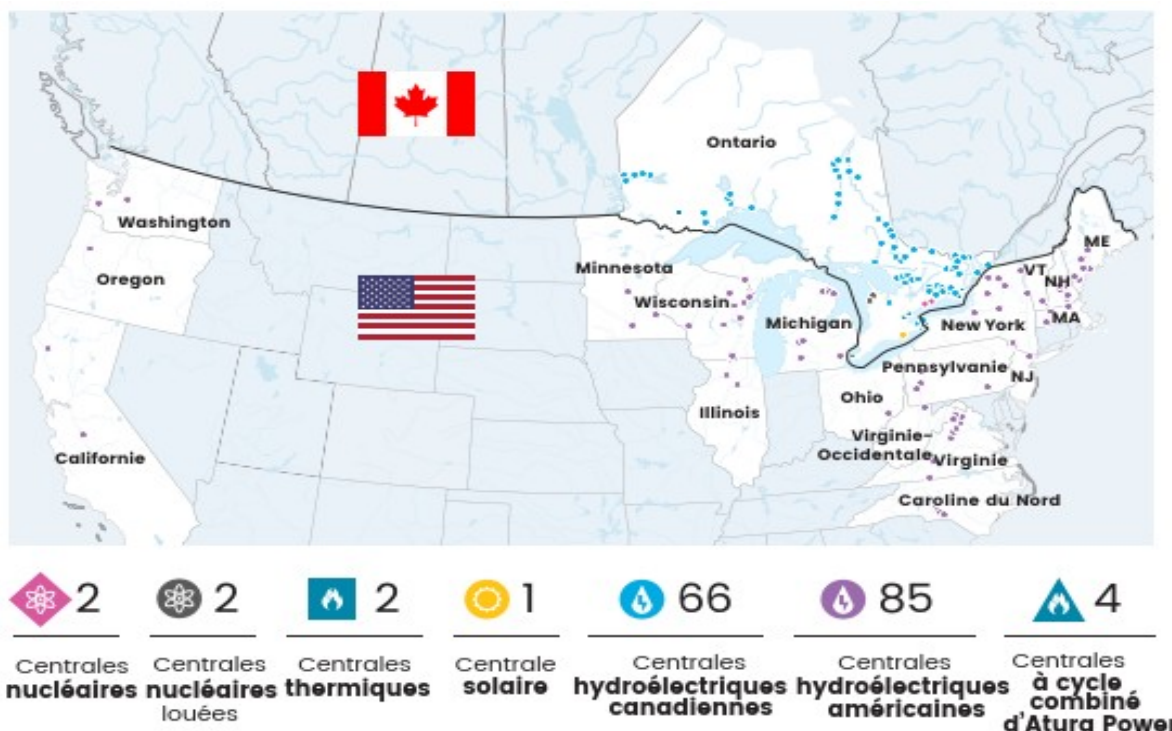 Ontario
Washington
Oregon
Californie
Minnesota
Wisconsin
Michigan
Illinois
Ohio
Pennsylvanie
New York
VT
NH
ME
MA
NJ
Virginie-
Occidentale
Virginie
Caroline du Nord
2
Centrales
nucléaires
2
Centrales
nucléaires
louées
2
Centrales
thermiques
1
Centrale
solaire
66
Centrales
hydroélectriques
canadiennes
85
Centrales
hydroélectriques
américaines
4
Centrales
à cycle
combiné
d'Atura Power